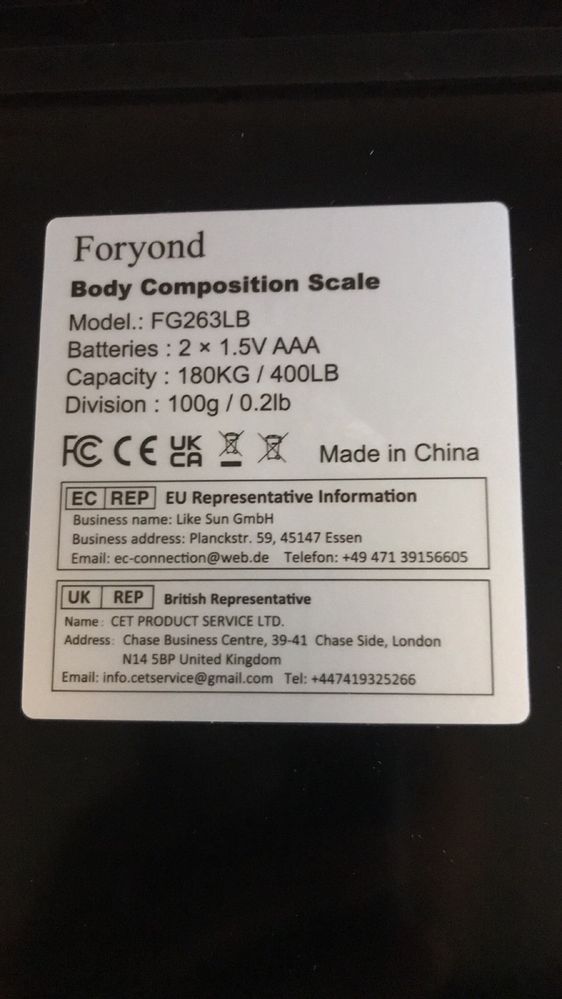 Foryond
Body Composition Scale
Model.: FG263LB
Batteries : 2 × 1.5V AAA
Capacity : 180KG / 400LB
Division : 100g / 0.2lb
FC CE UK CA Made in China
EC REP EU Representative Information
Business name: Like Sun GmbH
Business address: Planckstr. 59, 45147 Essen
Email: ec-connection@web.de Telefon: +49 471 39156605
UK REP British Representative
Name: CET PRODUCT SERVICE LTD.
Address: Chase Business Centre, 39-41 Chase Side, London
N14 5BP United Kingdom
Email: info.cetservice@gmail.com Tel: +447419325266